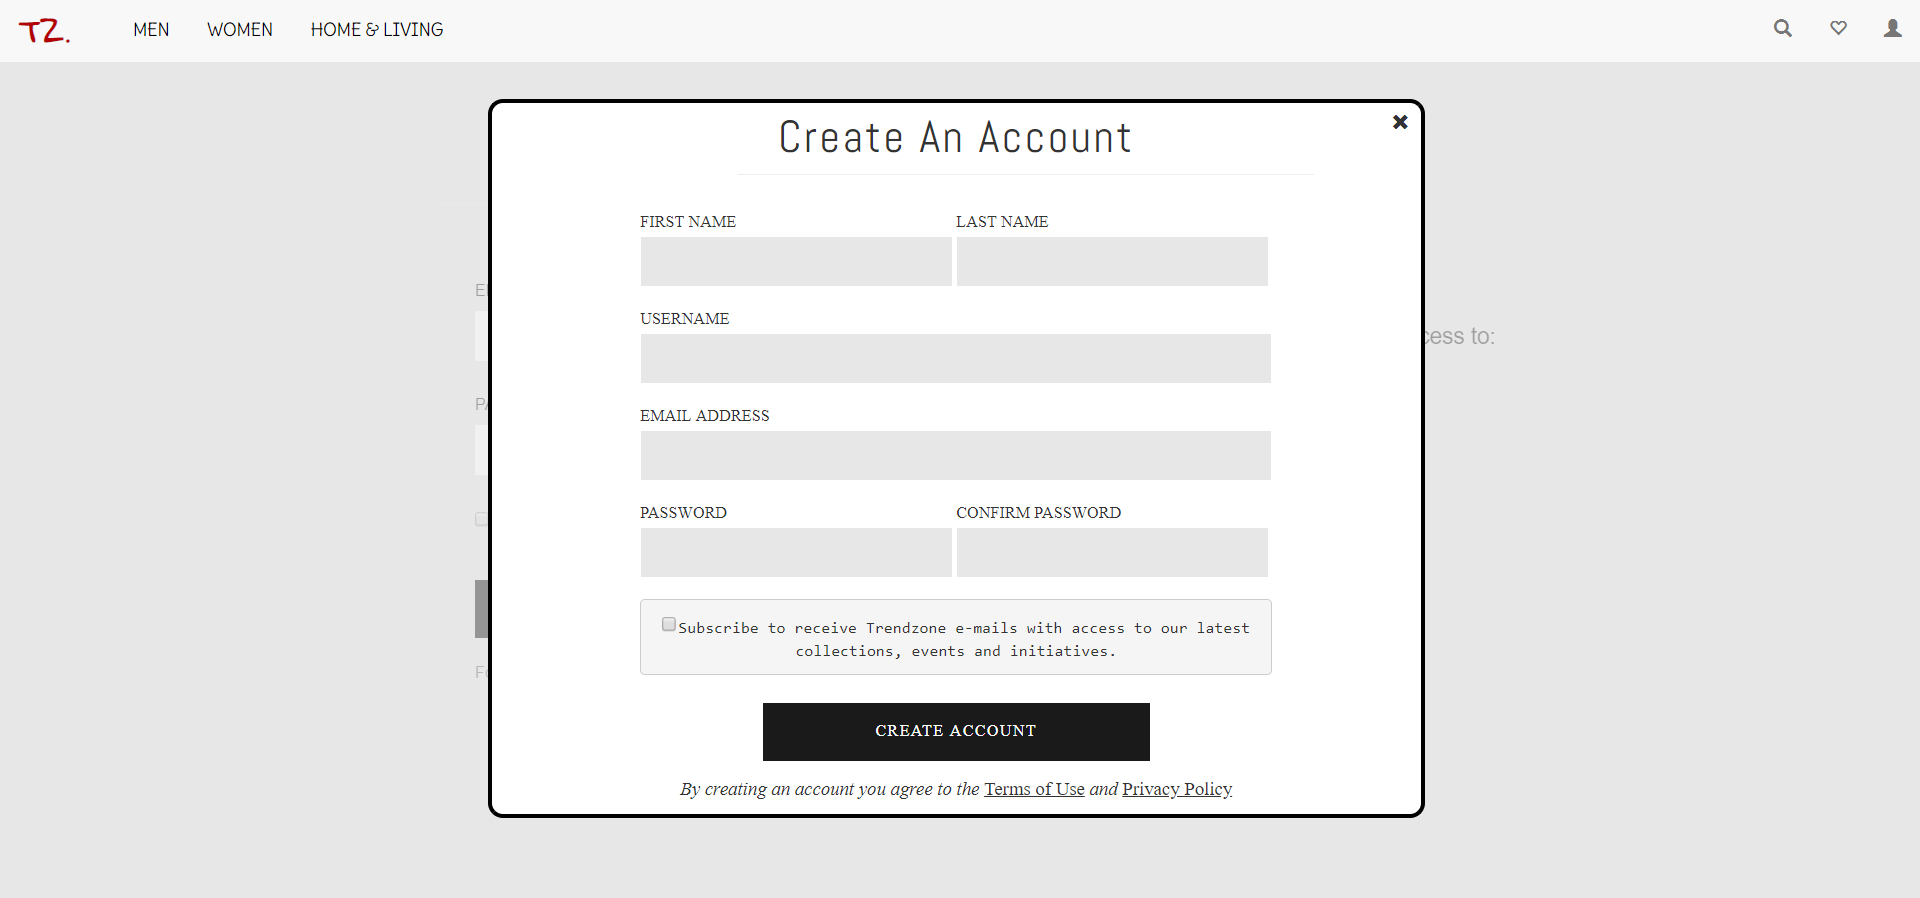 TZ.
MEN WOMEN HOME & LIVING
Create An Account
FIRST NAME LAST NAME
USERNAME
cess to:
EMAIL ADDRESS
PASSWORD CONFIRM PASSWORD
Subscribe to receive Trendzone e-mails with access to our latest
collections, events and initiatives.
CREATE ACCOUNT
By creating an account you agree to the Terms of Use and Privacy Policy